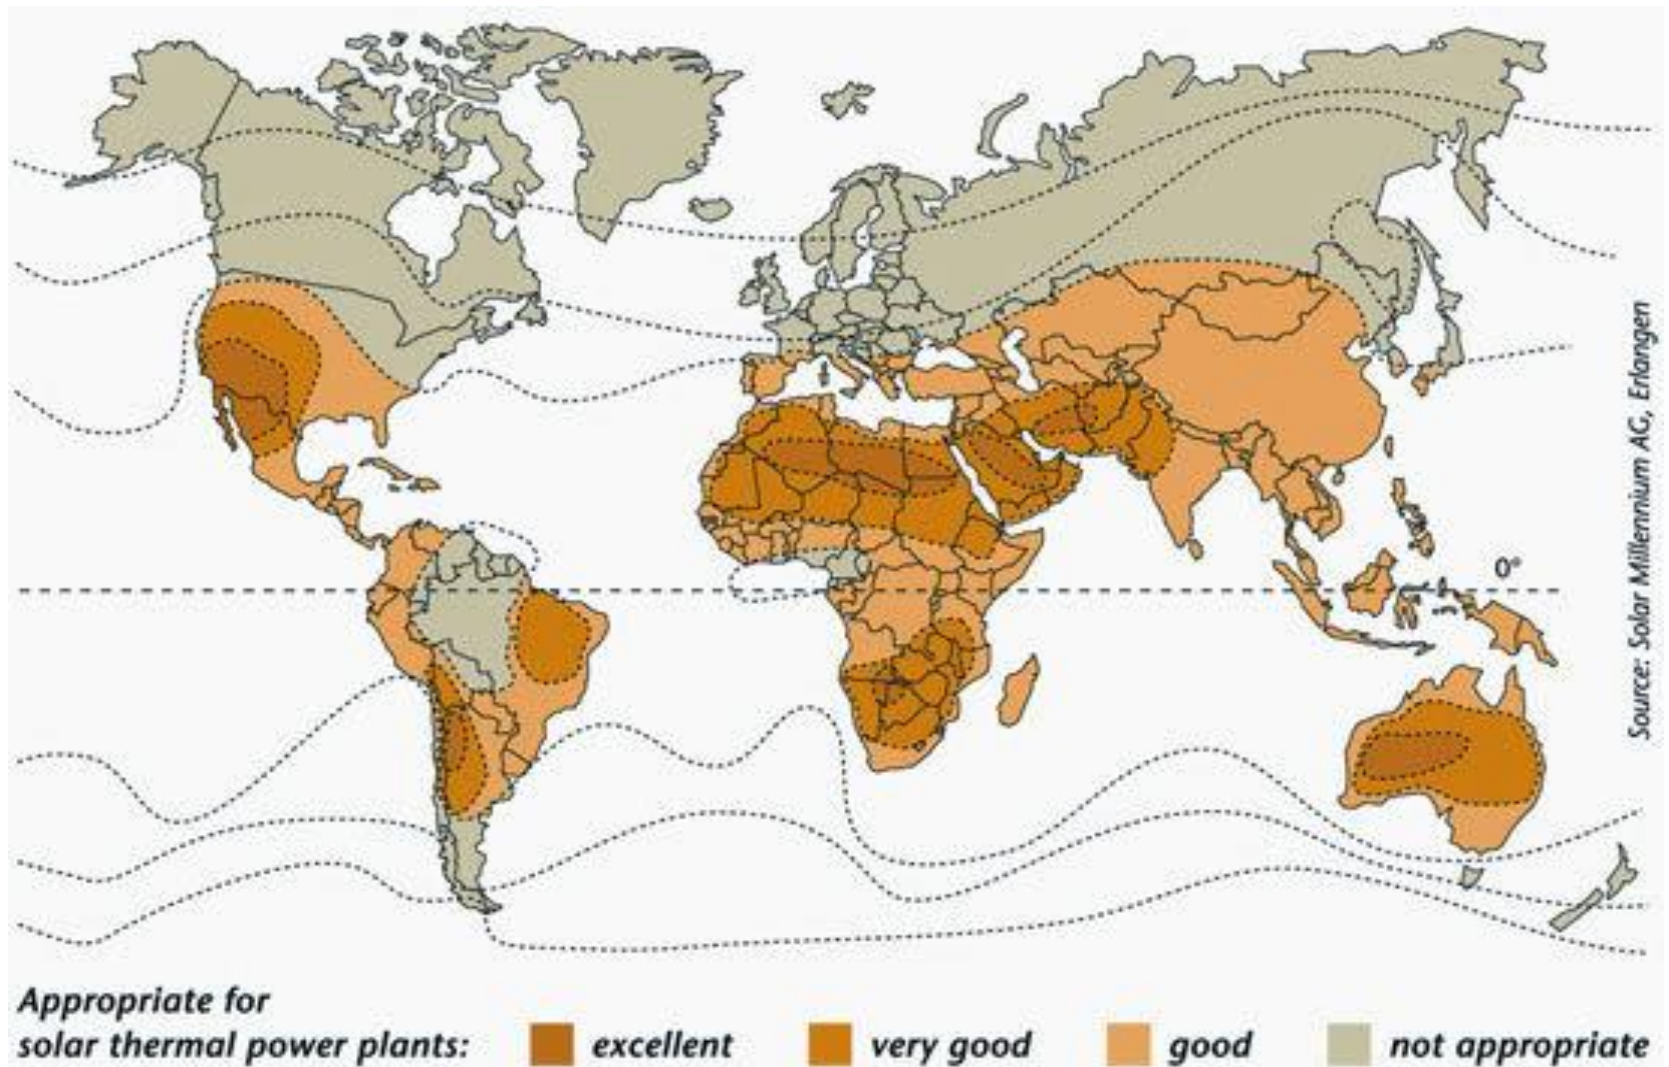 0°
Source: Solar Millennium AG, Erlangen
Appropriate for
solar thermal power plants: excellent very good good not appropriate